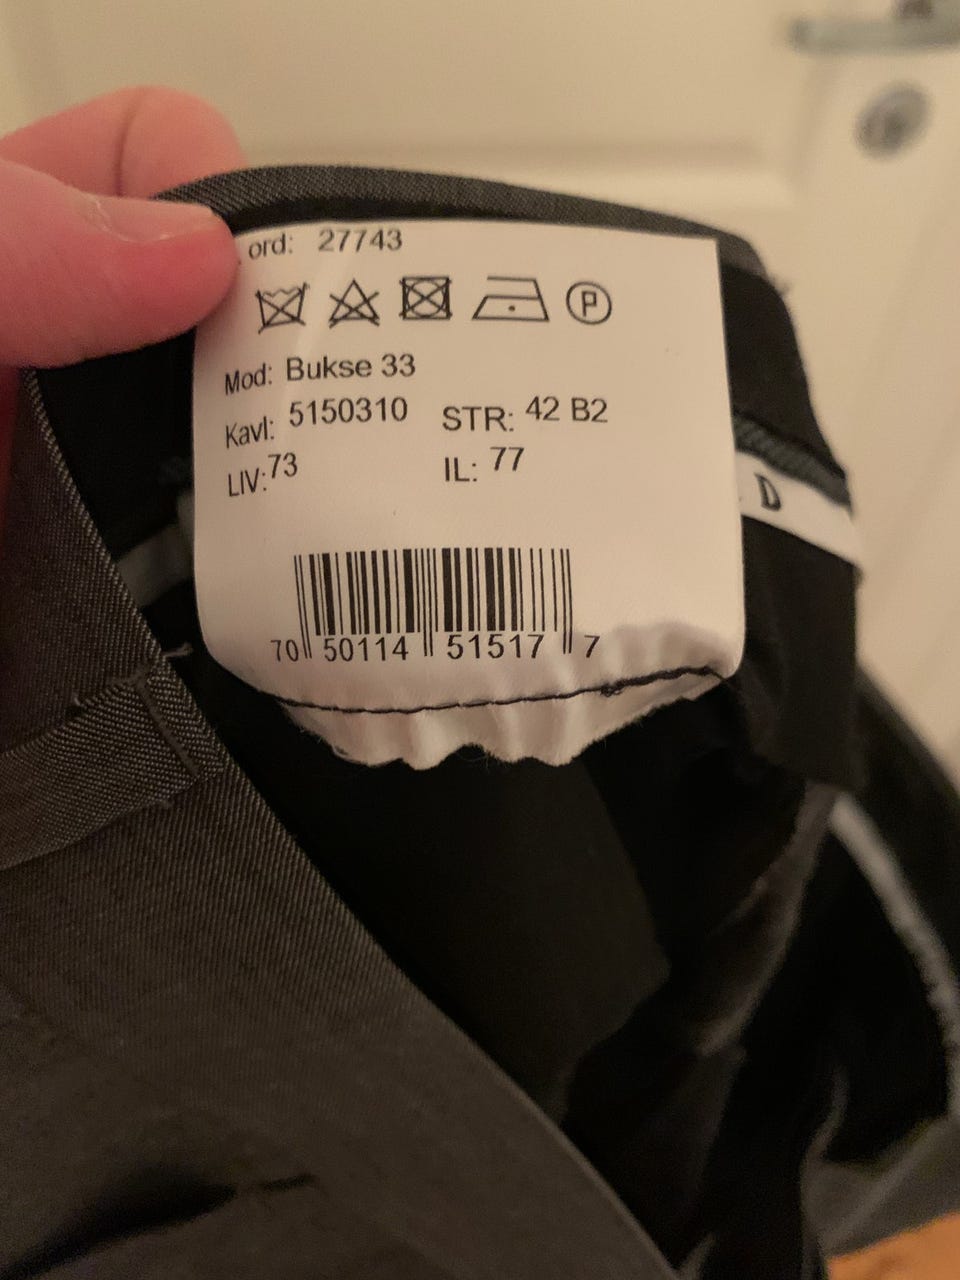 ord: 27743
P
Mod: Bukse 33
Kavl: 5150310 STR: 42 B2
LIV: 73 IL: 77
D
70 50114 51517 7